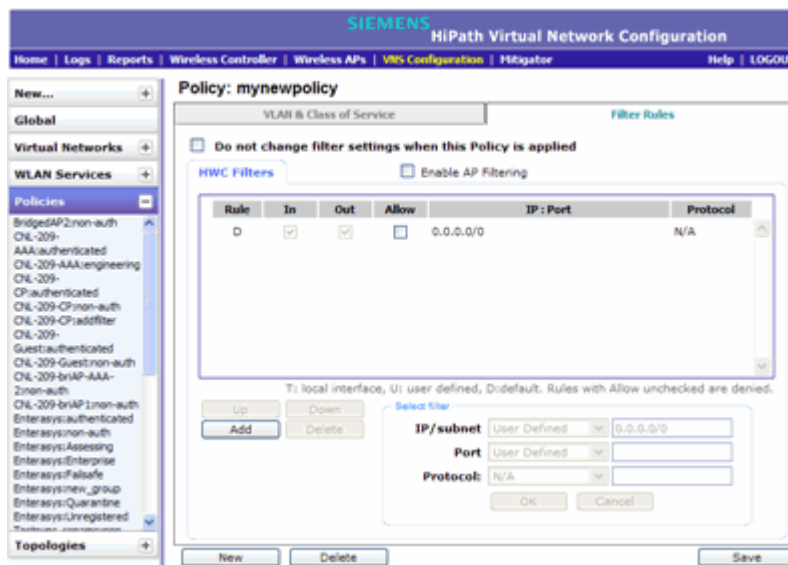 SIEMENS
HiPath Virtual Network Configuration
Home | Logs | Reports | Wireless Controller | Wireless APs | VNS Configuration | Mitigator Help | LOGOU
New...
Global
Virtual Networks
WLAN Services
Policies
BridgedAP2:non-auth
CNL-209-
AAA:authenticated
CNL-209-AAA:engineering
CNL-209-
CP:authenticated
CNL-209-CP:non-auth
CNL-209-CP:addfilter
CNL-209-
Guest:authenticated
CNL-209-Guest:non-auth
CNL-209-briAP-AAA-
2:non-auth
CNL-209-briAP1:non-auth
Enterasys:authenticated
Enterasys:non-auth
Enterasys:Assessing
Enterasys:Enterprise
Enterasys:Failsafe
Enterasys:new_group
Enterasys:Quarantine
Enterasys:Unregistered
Topologies
Policy: mynewpolicy
VLAN & Class of Service Filter Rules
Do not change filter settings when this Policy is applied
HWC Filters Enable AP Filtering
Rule In Out Allow IP : Port Protocol
D 0.0.0.0/0 N/A
T: local interface, U: user defined, D:default. Rules with Allow unchecked are denied.
Up Down
Add Delete
Select filter
IP/subnet User Defined 0.0.0.0/0
Port User Defined
Protocol: N/A
OK Cancel
New Delete Save